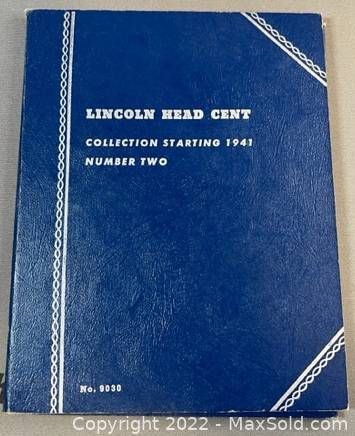 LINCOLN HEAD CENT
COLLECTION STARTING 1941
NUMBER TWO
No. 9030
Copyright 2022 - MaxSold.com